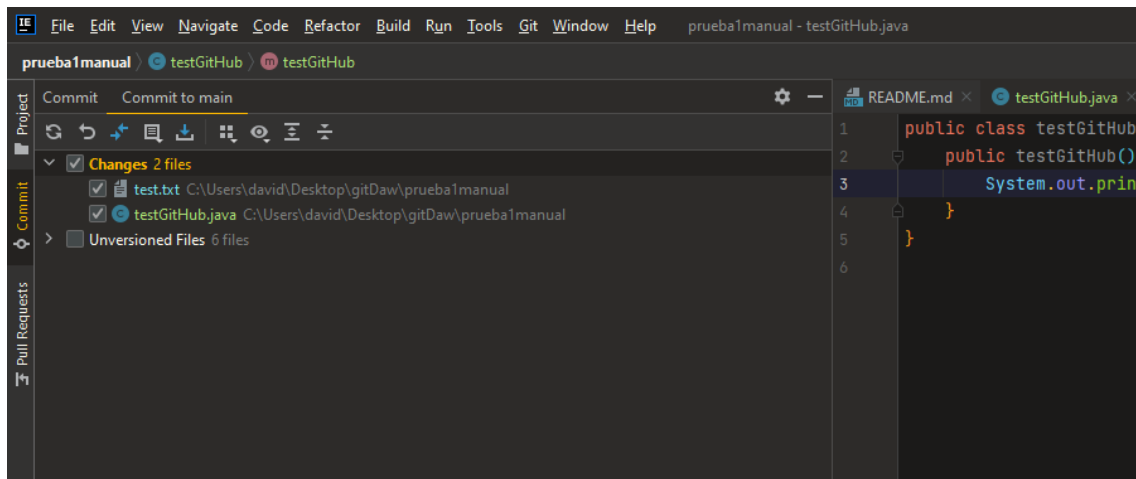 IE File Edit View Navigate Code Refactor Build Run Tools Git Window Help prueba1manual - testGitHub.java
prueba1manual testGitHub m testGitHub
Project
Commit
Pull Requests
Commit Commit to main
Changes 2 files
test.txt C:\Users\david\Desktop\gitDaw\prueba1manual
testGitHub.java C:\Users\david\Desktop\gitDaw\prueba1manual
Unversioned Files 6 files
README.md testGitHub.java
1 public class testGitHub
2 public testGitHub()
3 System.out.prin
4 }
5 }
6